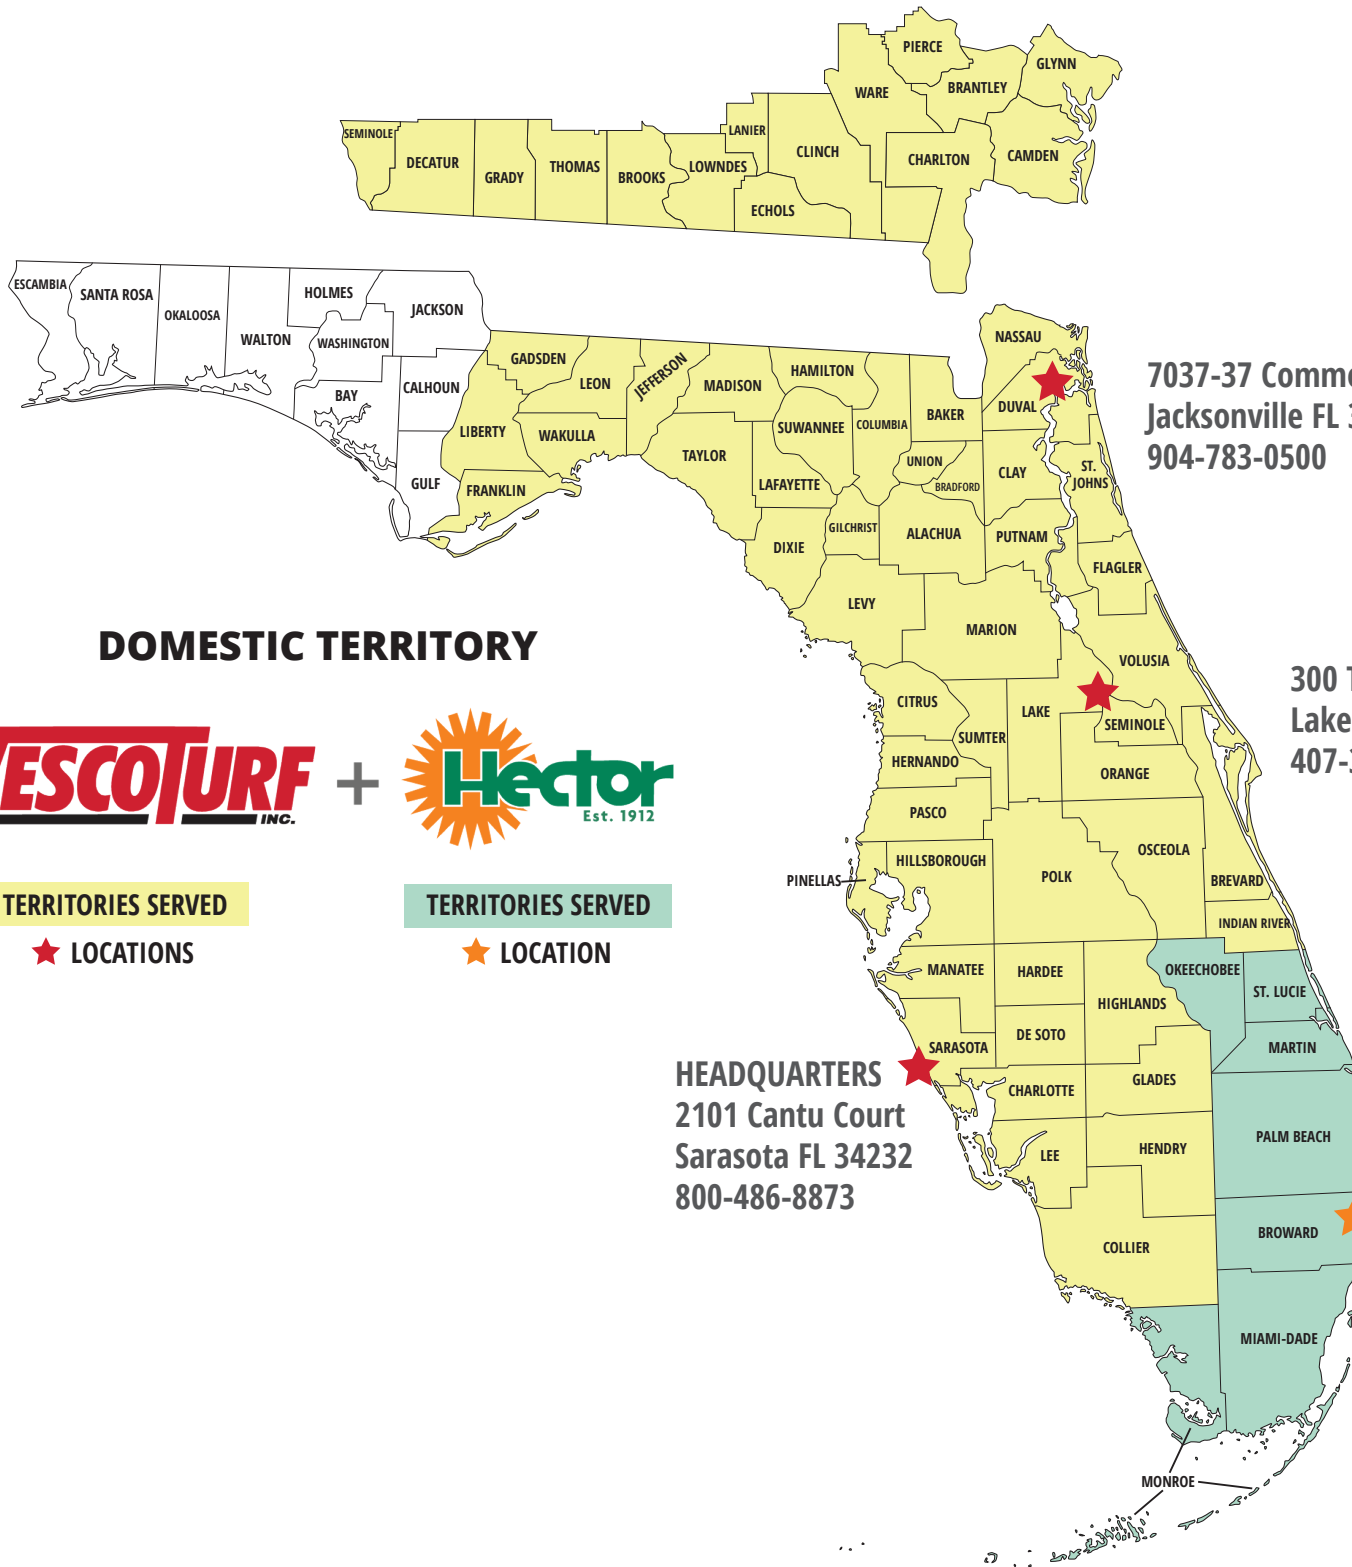 PIERCE
GLYNN
WARE
BRANTLEY
SEMINOLE
LANIER
CLINCH
DECATUR
GRADY
THOMAS
BROOKS
LOWNDES
CHARLTON
CAMDEN
ECHOLS
ESCAMBIA
SANTA ROSA
OKALOOSA
WALTON
HOLMES
JACKSON
WASHINGTON
BAY
CALHOUN
GULF
GADSDEN
LEON
JEFFERSON
MADISON
HAMILTON
NASSAU
LIBERTY
WAKULLA
FRANKLIN
TAYLOR
SUWANNEE
COLUMBIA
BAKER
DUVAL
LAFAYETTE
UNION
BRADFORD
CLAY
ST.
JOHNS
7037-37
Jacksonville FL
904-783-0500
DIXIE
GILCHRIST
ALACHUA
PUTNAM
FLAGLER
LEVY
MARION
VOLUSIA
DOMESTIC TERRITORY
ESCOTURF
INC.
+
Hector
Est. 1912
TERRITORIES SERVED
LOCATIONS
TERRITORIES SERVED
LOCATION
CITRUS
SUMTER
LAKE
SEMINOLE
300
Lake
HERNANDO
ORANGE
PASCO
PINELLAS
HILLSBOROUGH
POLK
OSCEOLA
BREVARD
INDIAN RIVER
MANATEE
HARDEE
HIGHLANDS
OKEECHOBEE
ST. LUCIE
SARASOTA
DE SOTO
MARTIN
HEADQUARTERS
2101 Cantu Court
Sarasota FL 34232
800-486-8873
CHARLOTTE
GLADES
LEE
HENDRY
PALM BEACH
COLLIER
BROWARD
MIAMI-DADE
MONROE